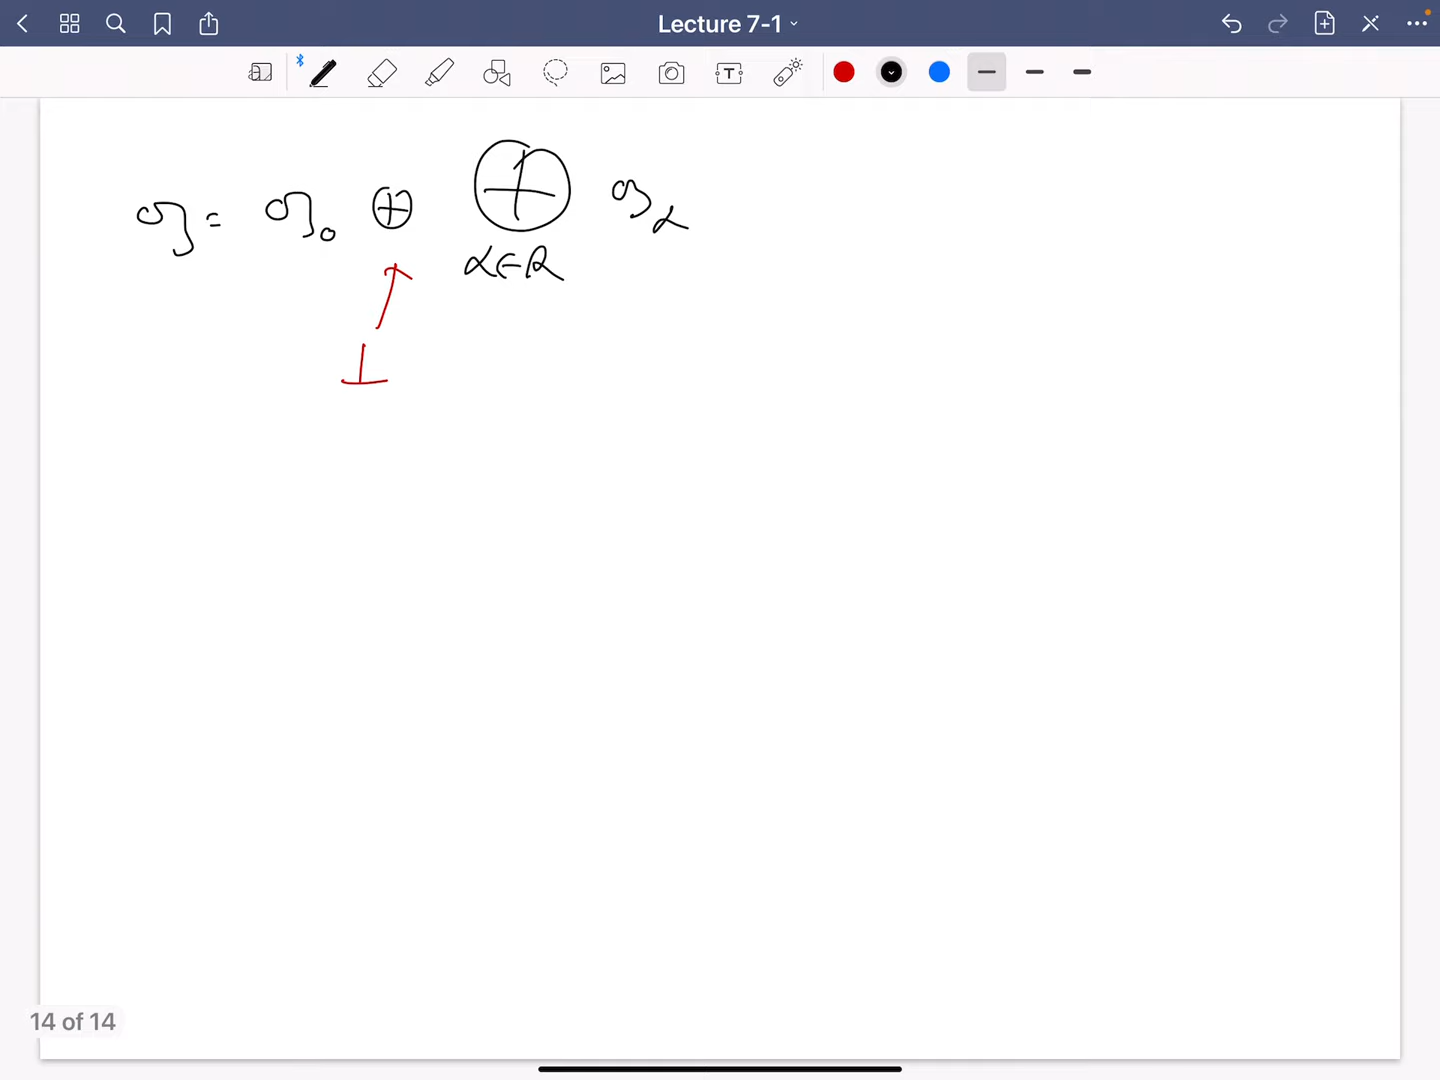 Lecture 7-1
T
𝔤 = 𝔤₀ ⊕ ⊕ 𝔤_α
α∈R
⊥
14 of 14